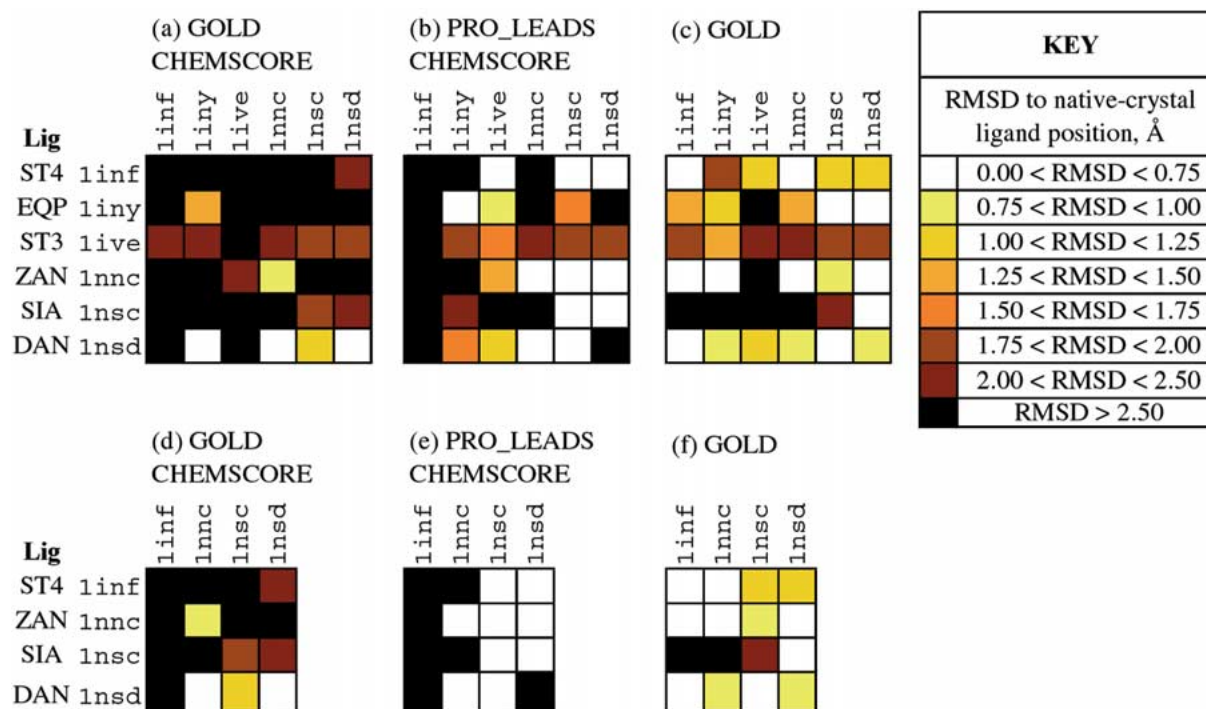 (a) GOLD
CHEMSCORE
(b) PRO_LEADS
CHEMSCORE
(c) GOLD
KEY
RMSD to native-crystal
ligand position, Å
0.00 < RMSD < 0.75
0.75 < RMSD < 1.00
1.00 < RMSD < 1.25
1.25 < RMSD < 1.50
1.50 < RMSD < 1.75
1.75 < RMSD < 2.00
2.00 < RMSD < 2.50
RMSD > 2.50
1inf 1iny 1ive 1nnc 1nsc 1nsd
1inf 1iny 1ive 1nnc 1nsc 1nsd
1inf 1iny 1ive 1nnc 1nsc 1nsd
Lig
ST4 1inf
EQP 1iny
ST3 1ive
ZAN 1nnc
SIA 1nsc
DAN 1nsd
(d) GOLD
CHEMSCORE
(e) PRO_LEADS
CHEMSCORE
(f) GOLD
1inf 1nnc 1nsc 1nsd
1inf 1nnc 1nsc 1nsd
1inf 1nnc 1nsc 1nsd
Lig
ST4 1inf
ZAN 1nnc
SIA 1nsc
DAN 1nsd